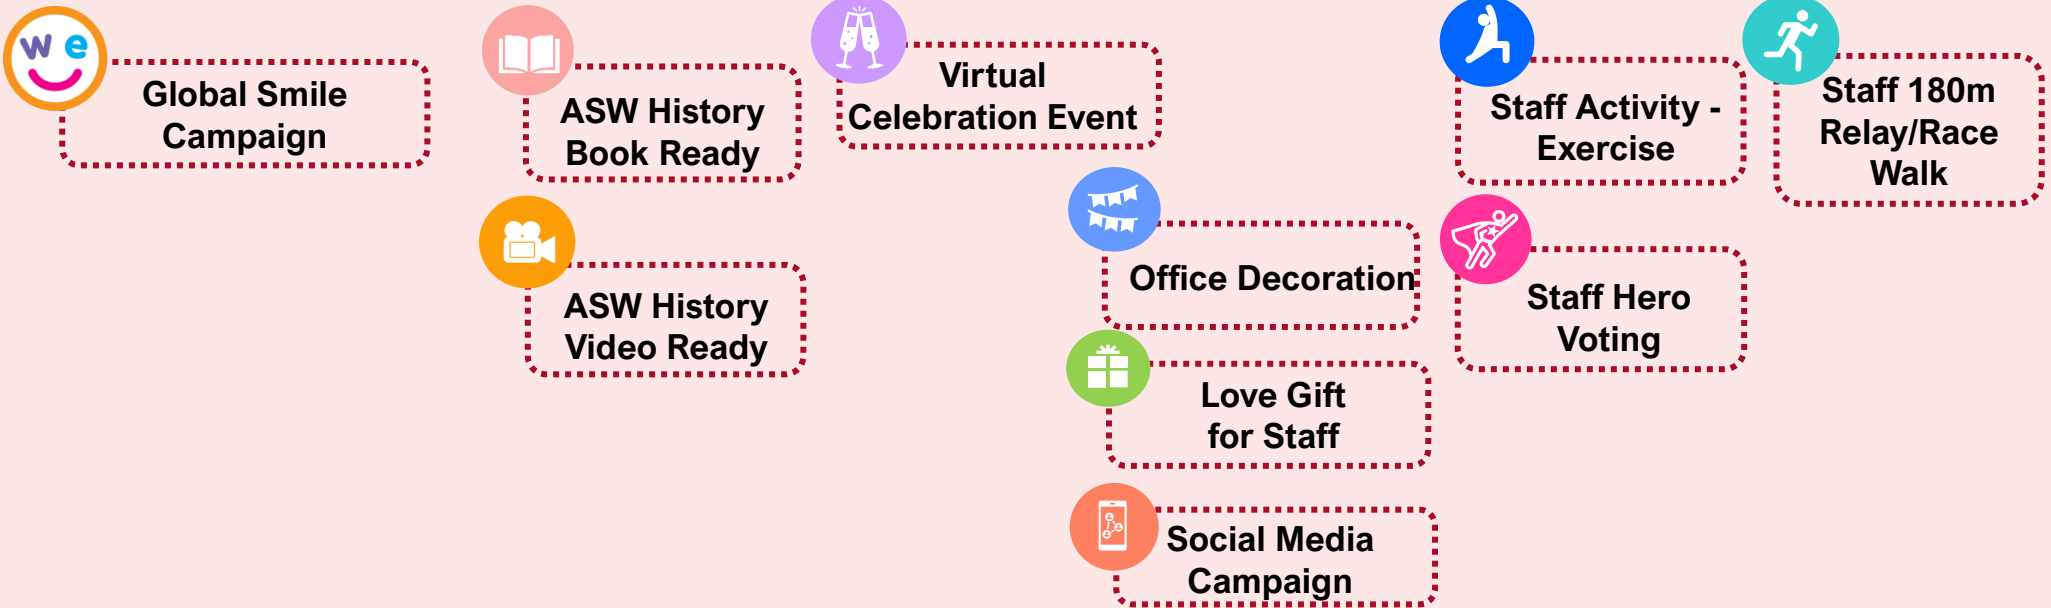 we
Global Smile
Campaign
ASW History
Book Ready
ASW History
Video Ready
Virtual
Celebration Event
Office Decoration
Love Gift
for Staff
Social Media
Campaign
Staff Activity -
Exercise
Staff Hero
Voting
Staff 180m
Relay/Race
Walk